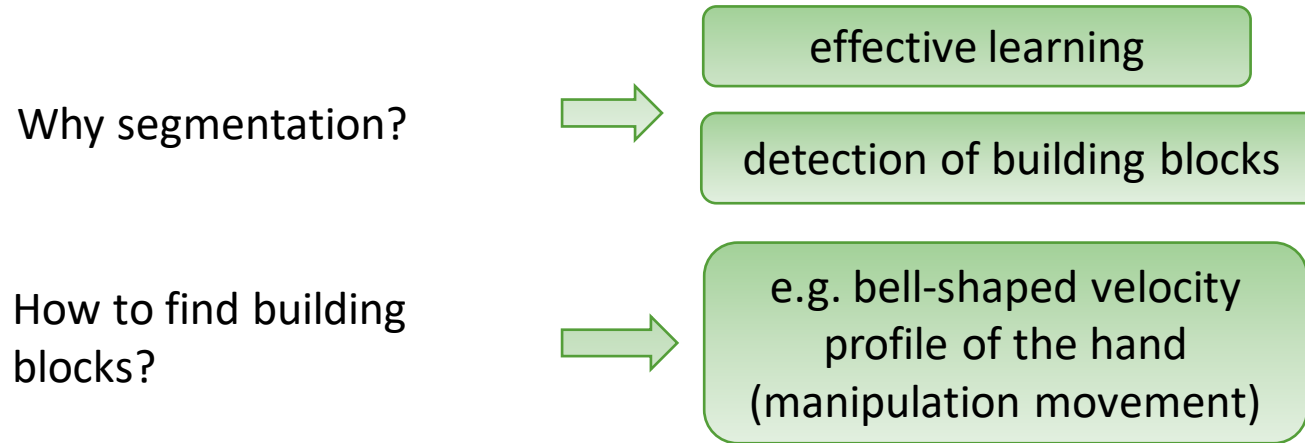 Why segmentation?
effective learning
detection of building blocks
How to find building
blocks?
e.g. bell-shaped velocity
profile of the hand
(manipulation movement)